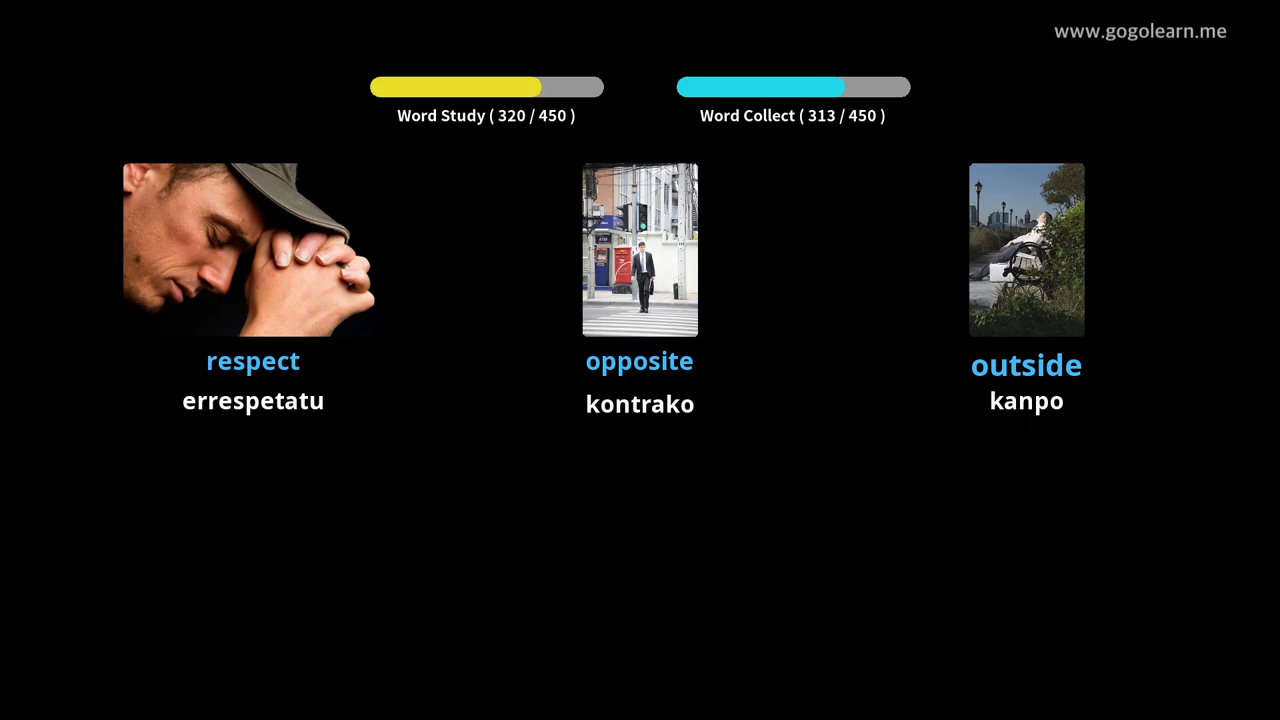 www.gogolearn.me
Word Study ( 320 / 450 )
Word Collect ( 313 / 450 )
respect
errespetatu
opposite
kontrako
outside
kanpo